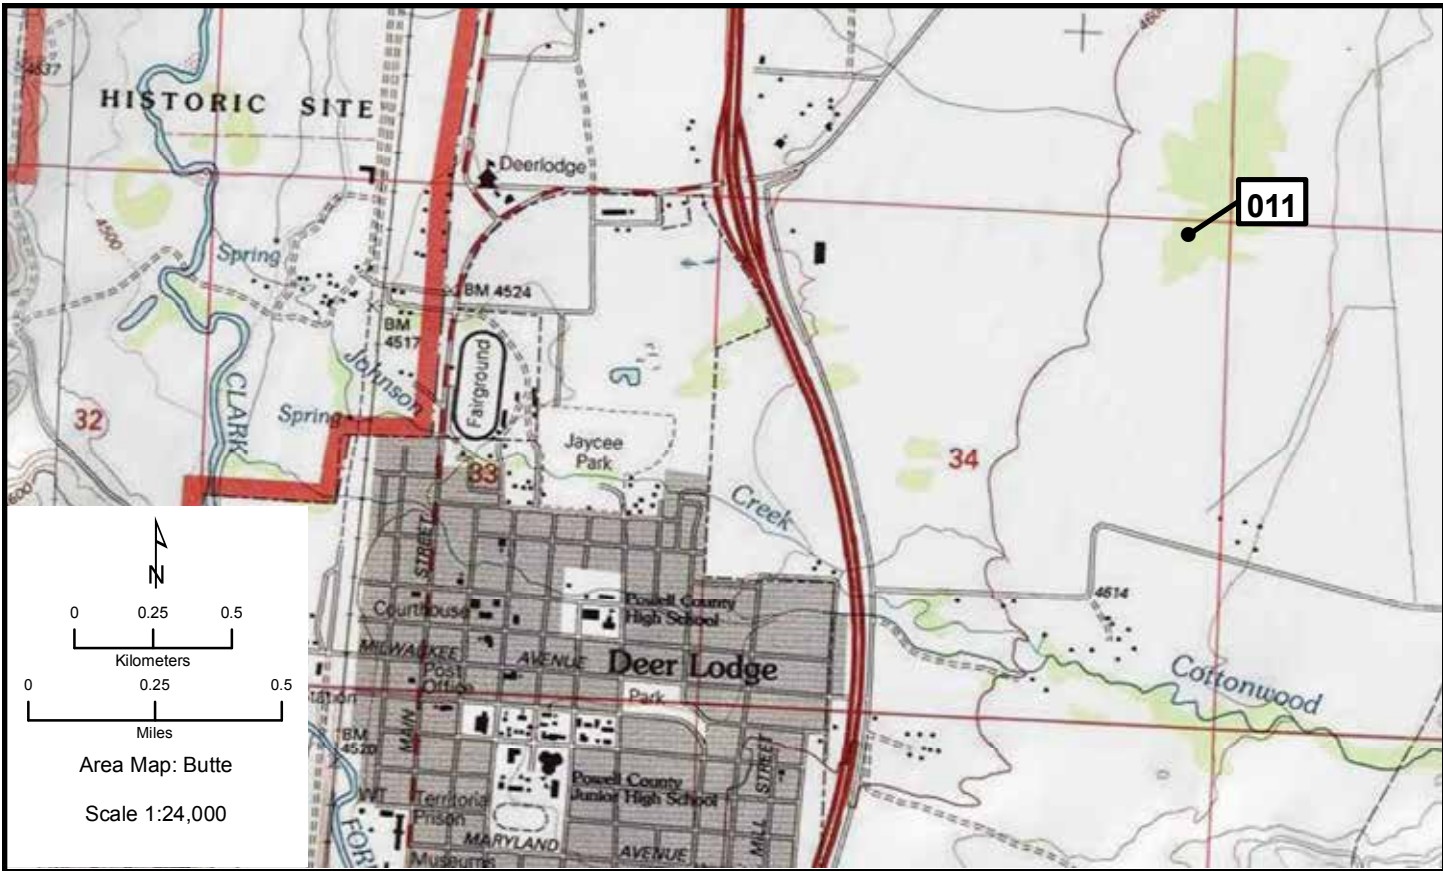 4637
HISTORIC SITE
4600
Deerlodge
011
4500
Spring
BM 4524
BM
4517
Johnson
Fairground
CLARK
32
Spring
Jaycee
Park
33
34
Creek
STREET
4614
Powell County
High School
Courthouse
MILWAUKEE
AVENUE
Deer Lodge
Post
Office
Park
Cottonwood
MAIN
BM
4520
STREET
Powell County
Junior High School
Prison
MARYLAND
AVENUE
MILL
Museums
N
0 0.25 0.5
Kilometers
0 0.25 0.5
Miles
Area Map: Butte
Scale 1:24,000